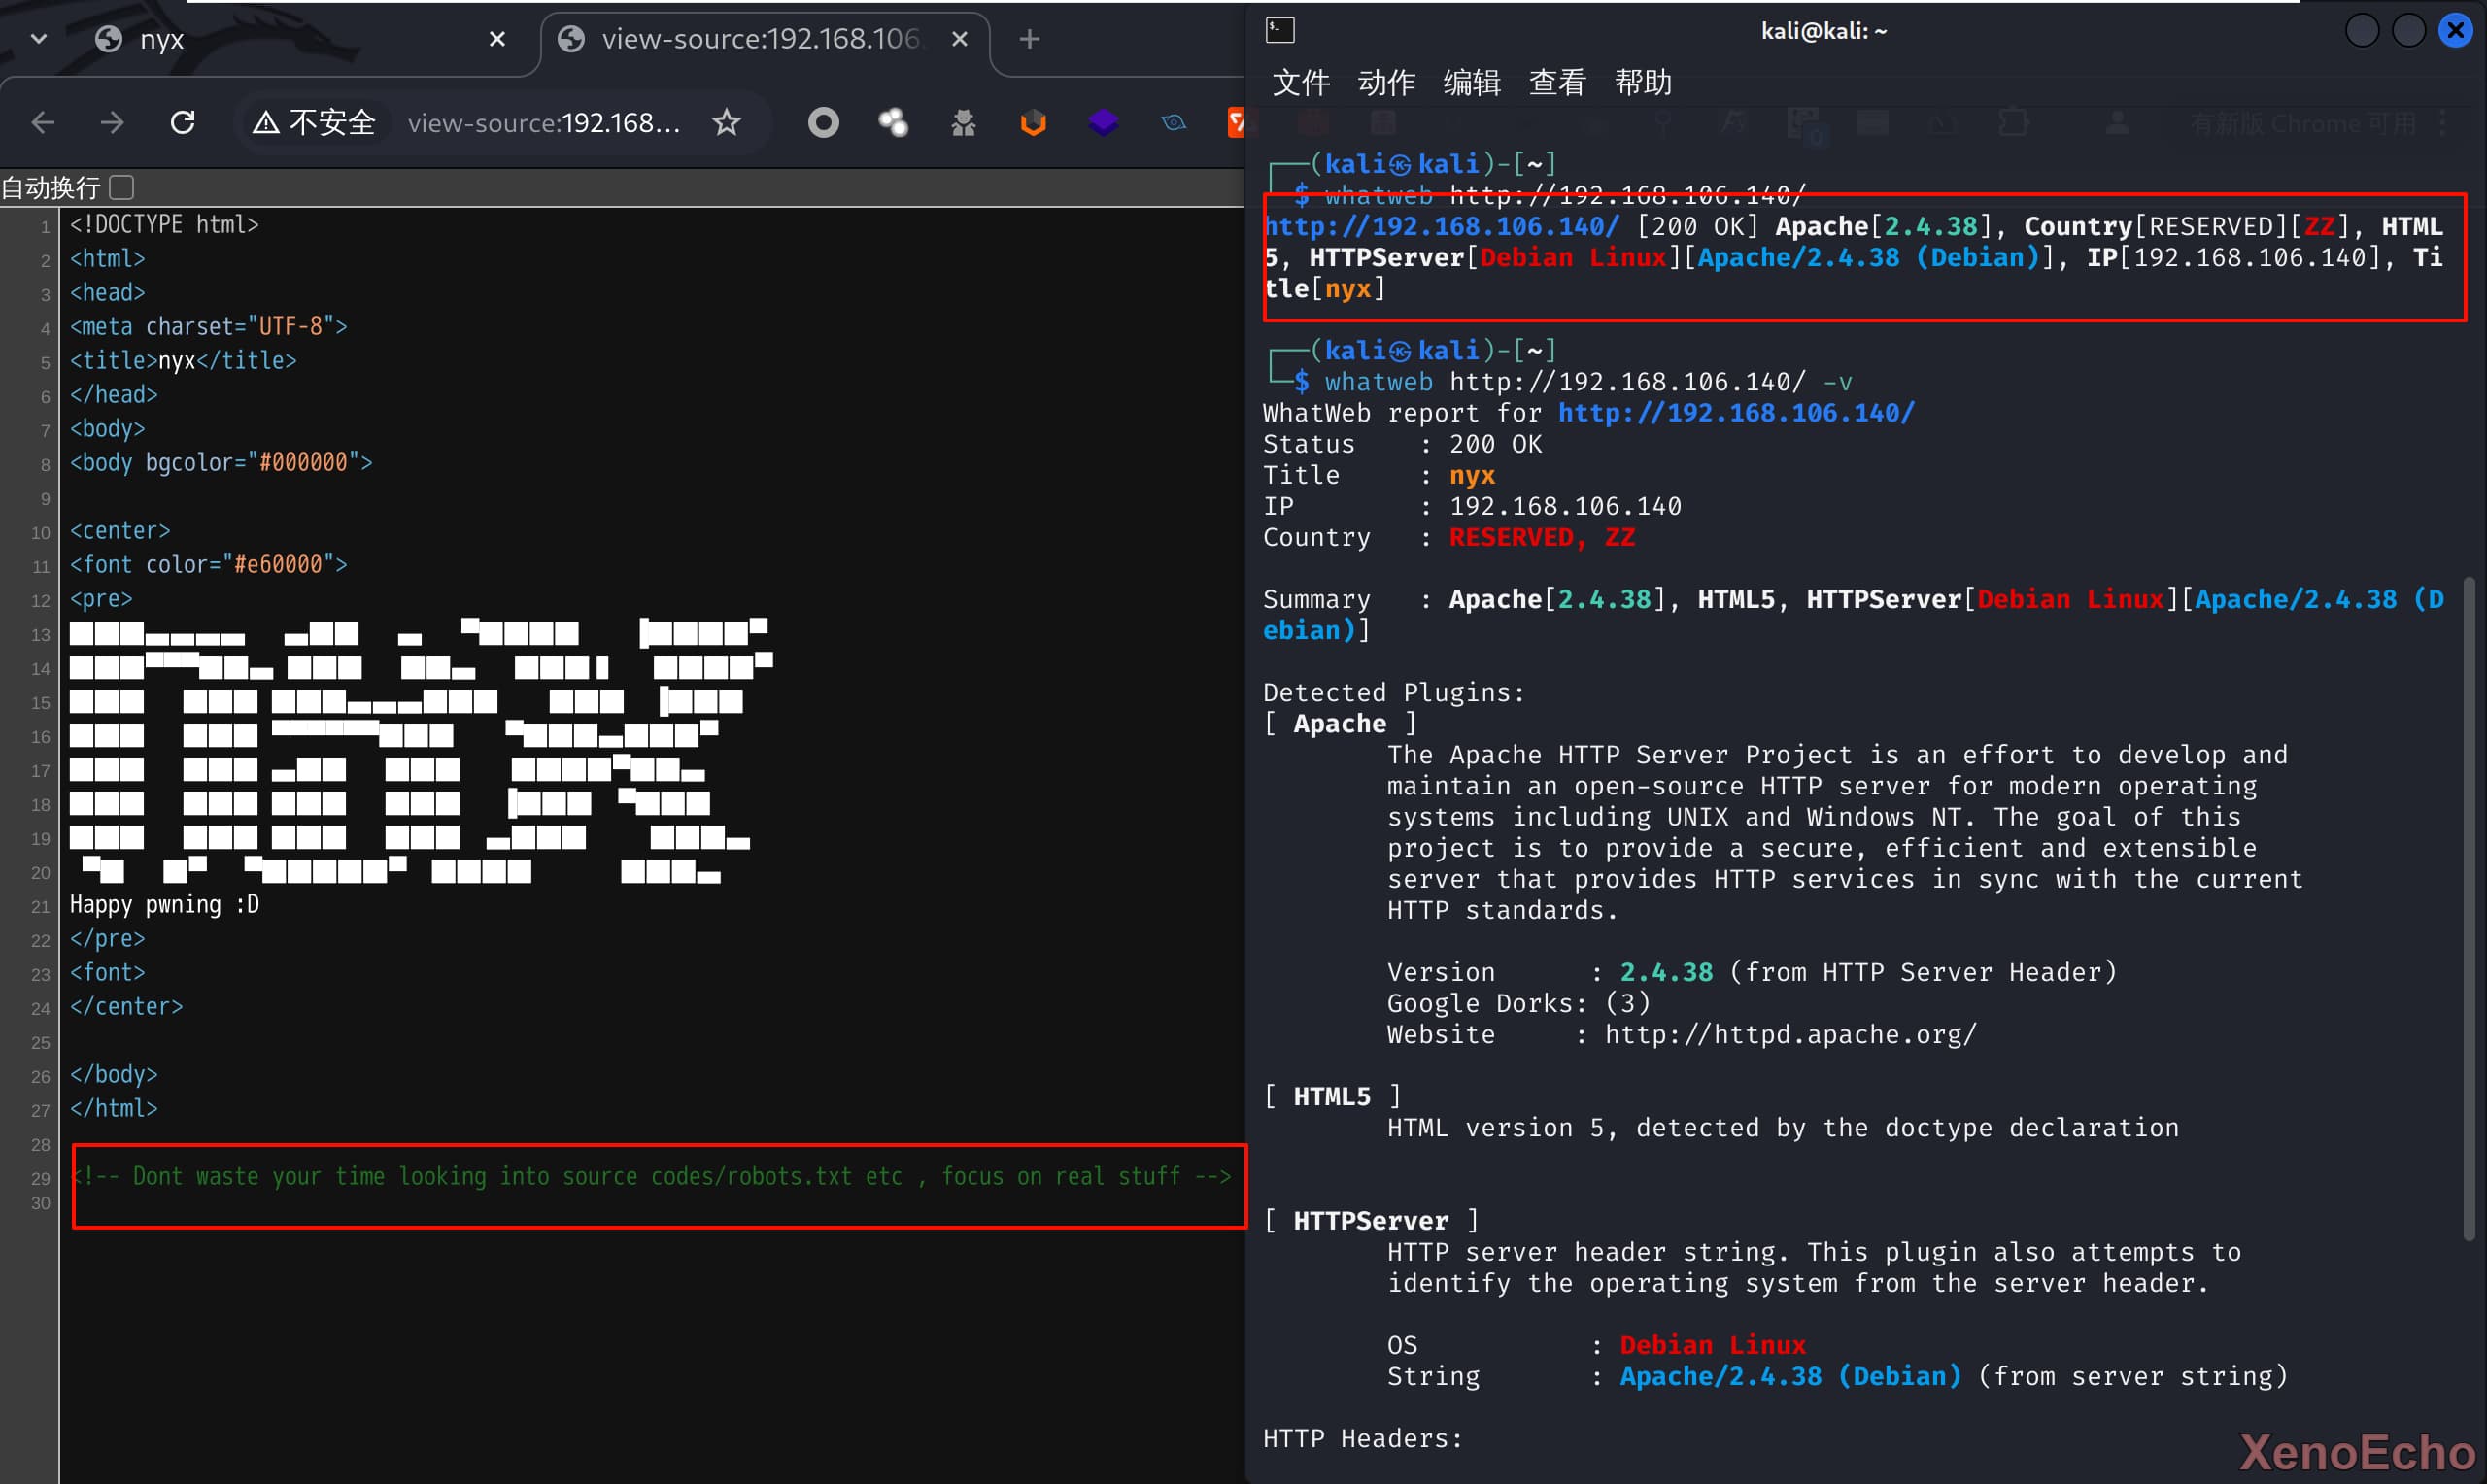 nyx
view-source:192.168.106.
不安全
view-source:192.168...
自动换行
1 <!DOCTYPE html>
2 <html>
3 <head>
4 <meta charset="UTF-8">
5 <title>nyx</title>
6 </head>
7 <body>
8 <body bgcolor="#000000">
9
10 <center>
11 <font color="#e60000">
12 <pre>
13
14
15
16
17
18
19
20
21 Happy pwning :D
22 </pre>
23 <font>
24 </center>
25
26 </body>
27 </html>
28
29 <!-- Dont waste your time looking into source codes/robots.txt etc , focus on real stuff -->
30
kali@kali: ~
文件 动作 编辑 查看 帮助
有新版 Chrome 可用
┌──(kali㉿kali)-[~]
└─$ whatweb http://192.168.106.140/
http://192.168.106.140/ [200 OK] Apache[2.4.38], Country[RESERVED][ZZ], HTML
5, HTTPServer[Debian Linux][Apache/2.4.38 (Debian)], IP[192.168.106.140], Ti
tle[nyx]
┌──(kali㉿kali)-[~]
└─$ whatweb http://192.168.106.140/ -v
WhatWeb report for http://192.168.106.140/
Status : 200 OK
Title : nyx
IP : 192.168.106.140
Country : RESERVED, ZZ
Summary : Apache[2.4.38], HTML5, HTTPServer[Debian Linux][Apache/2.4.38 (D
ebian)]
Detected Plugins:
[ Apache ]
The Apache HTTP Server Project is an effort to develop and
maintain an open-source HTTP server for modern operating
systems including UNIX and Windows NT. The goal of this
project is to provide a secure, efficient and extensible
server that provides HTTP services in sync with the current
HTTP standards.
Version : 2.4.38 (from HTTP Server Header)
Google Dorks: (3)
Website : http://httpd.apache.org/
[ HTML5 ]
HTML version 5, detected by the doctype declaration
[ HTTPServer ]
HTTP server header string. This plugin also attempts to
identify the operating system from the server header.
OS : Debian Linux
String : Apache/2.4.38 (Debian) (from server string)
HTTP Headers:
XenoEcho